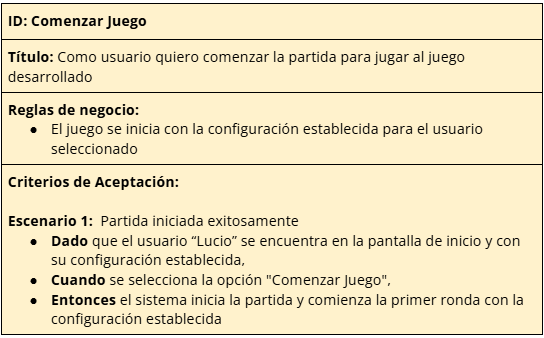 ID: Comenzar Juego
Título: Como usuario quiero comenzar la partida para jugar al juego
desarrollado
Reglas de negocio:
● El juego se inicia con la configuración establecida para el usuario
seleccionado
Criterios de Aceptación:
Escenario 1: Partida iniciada exitosamente
● Dado que el usuario “Lucio” se encuentra en la pantalla de inicio y con
su configuración establecida,
● Cuando se selecciona la opción "Comenzar Juego",
● Entonces el sistema inicia la partida y comienza la primer ronda con la
configuración establecida